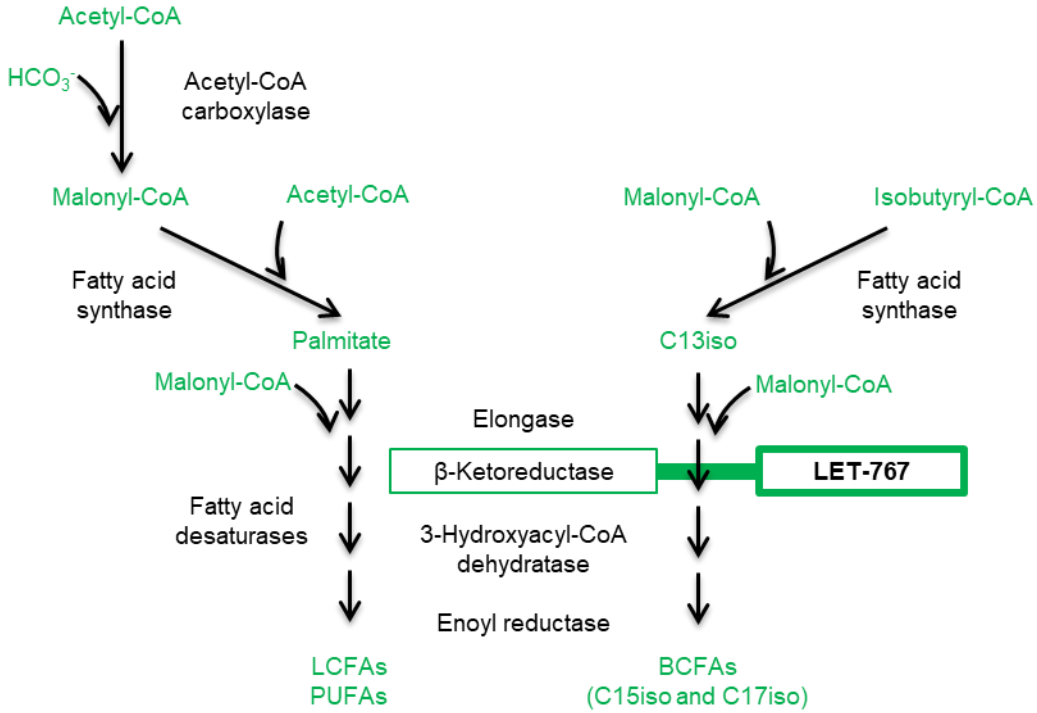 Acetyl-CoA
HCO₃⁻
Acetyl-CoA
carboxylase
Malonyl-CoA
Acetyl-CoA
Malonyl-CoA
Isobutyryl-CoA
Fatty acid
synthase
Fatty acid
synthase
Palmitate
C13iso
Malonyl-CoA
Malonyl-CoA
Elongase
β-Ketoreductase
LET-767
Fatty acid
desaturases
3-Hydroxyacyl-CoA
dehydratase
Enoyl reductase
LCFAs
PUFAs
BCFAs
(C15iso and C17iso)